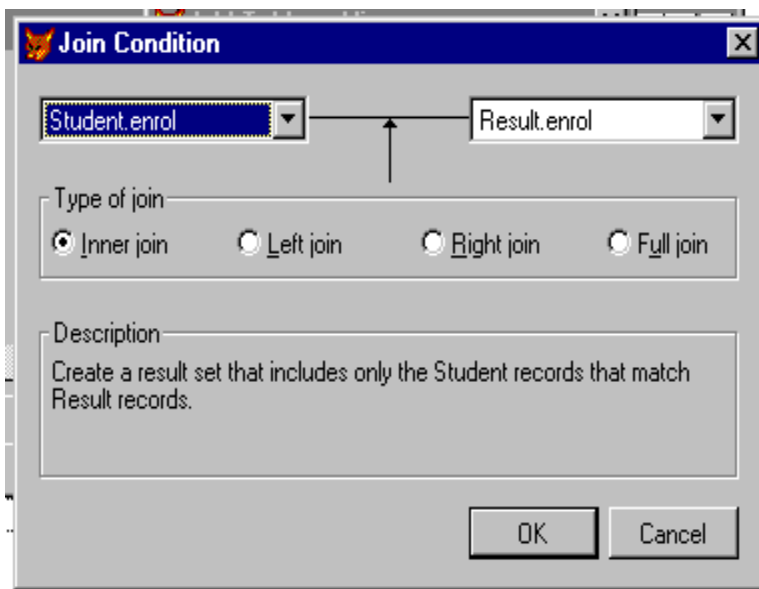 Join Condition
Student.enrol
Result.enrol
Type of join
Inner join
Left join
Right join
Full join
Description
Create a result set that includes only the Student records that match
Result records.
OK
Cancel